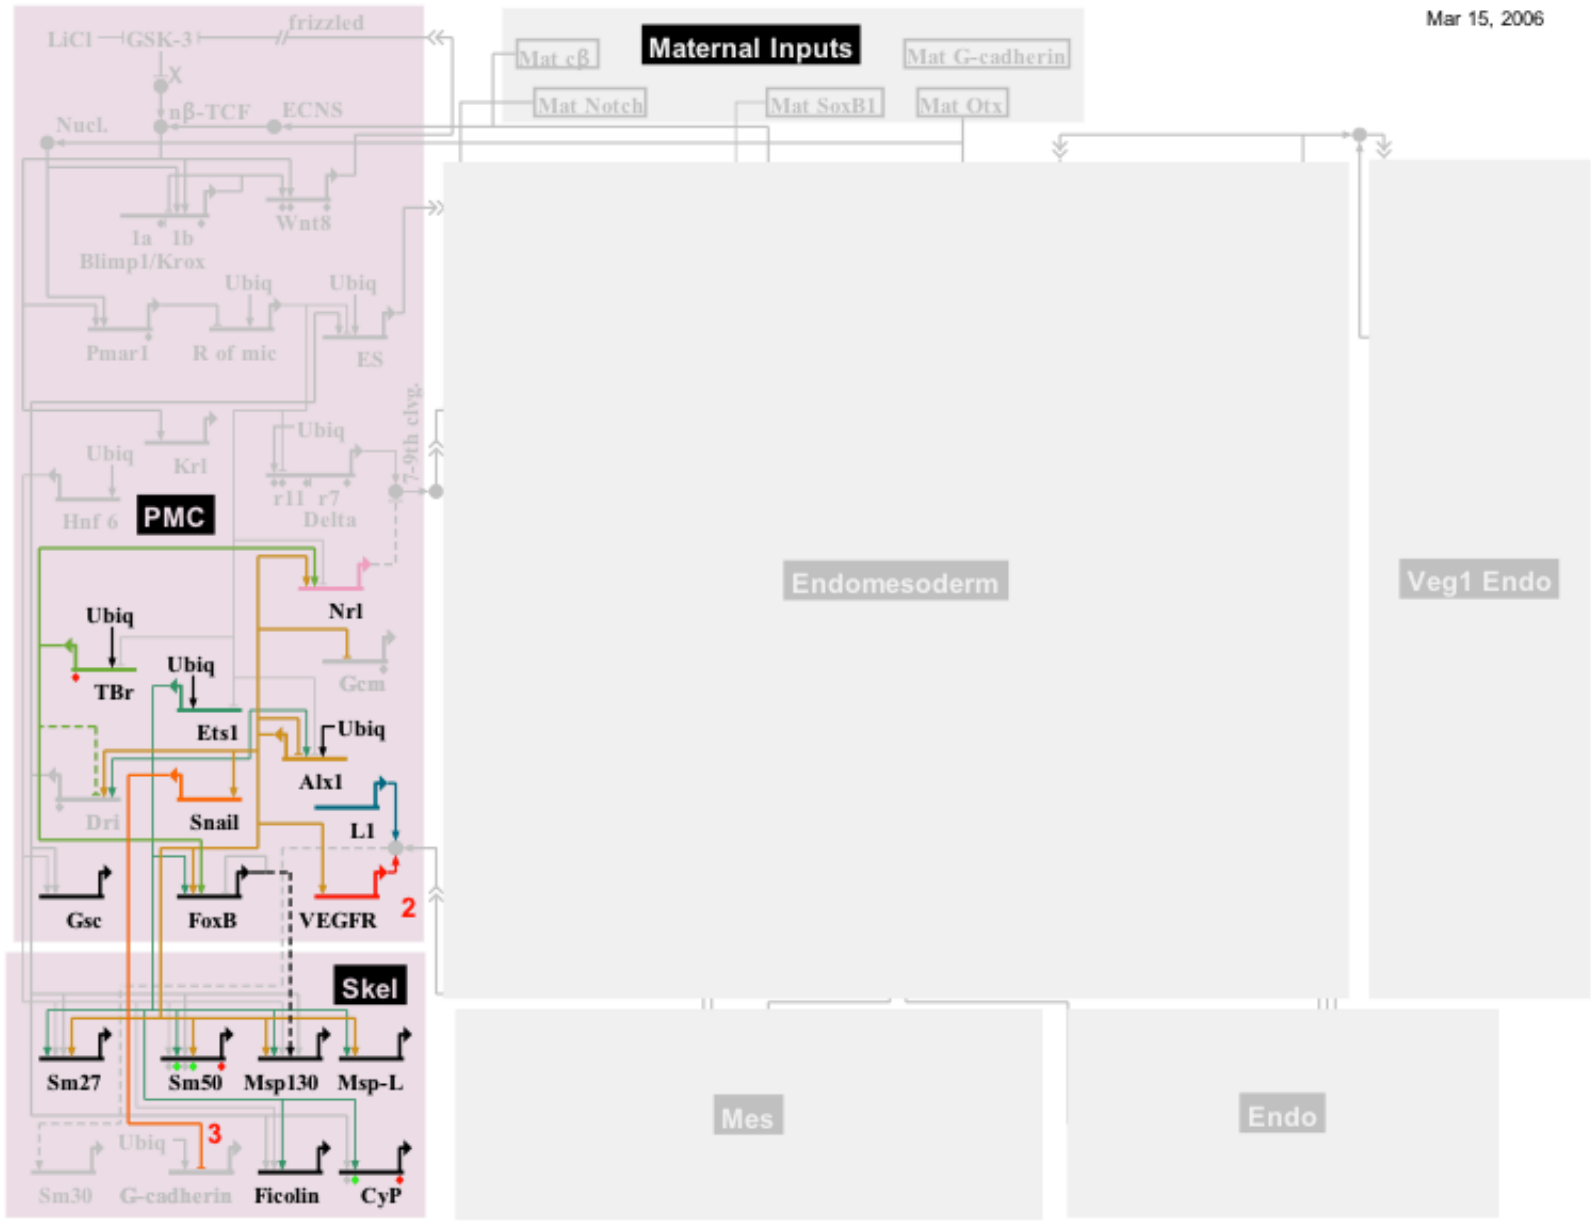 Mar 15, 2006
LiCl GSK-3 frizzled
Maternal Inputs
Mat cβ
Mat G-cadherin
X
Mat Notch
Mat SoxB1
Mat Otx
nβ-TCF
ECNS
Nucl.
Wnt8
1a 1b
Blimp1/Krox
Ubiq
Ubiq
Pmar1
R of mic
ES
7-9th clvg.
Ubiq
Ubiq
Krl
r11 r7
Hnf 6
Delta
PMC
Endomesoderm
Veg1 Endo
Nrl
Ubiq
Ubiq
Gcm
TBr
Ets1
Ubiq
Alx1
Dri
Snail
L1
2
Gsc
FoxB
VEGFR
Skel
Sm27
Sm50
Msp130
Msp-L
Mes
Endo
Ubiq
3
Sm30
G-cadherin
Ficolin
CyP